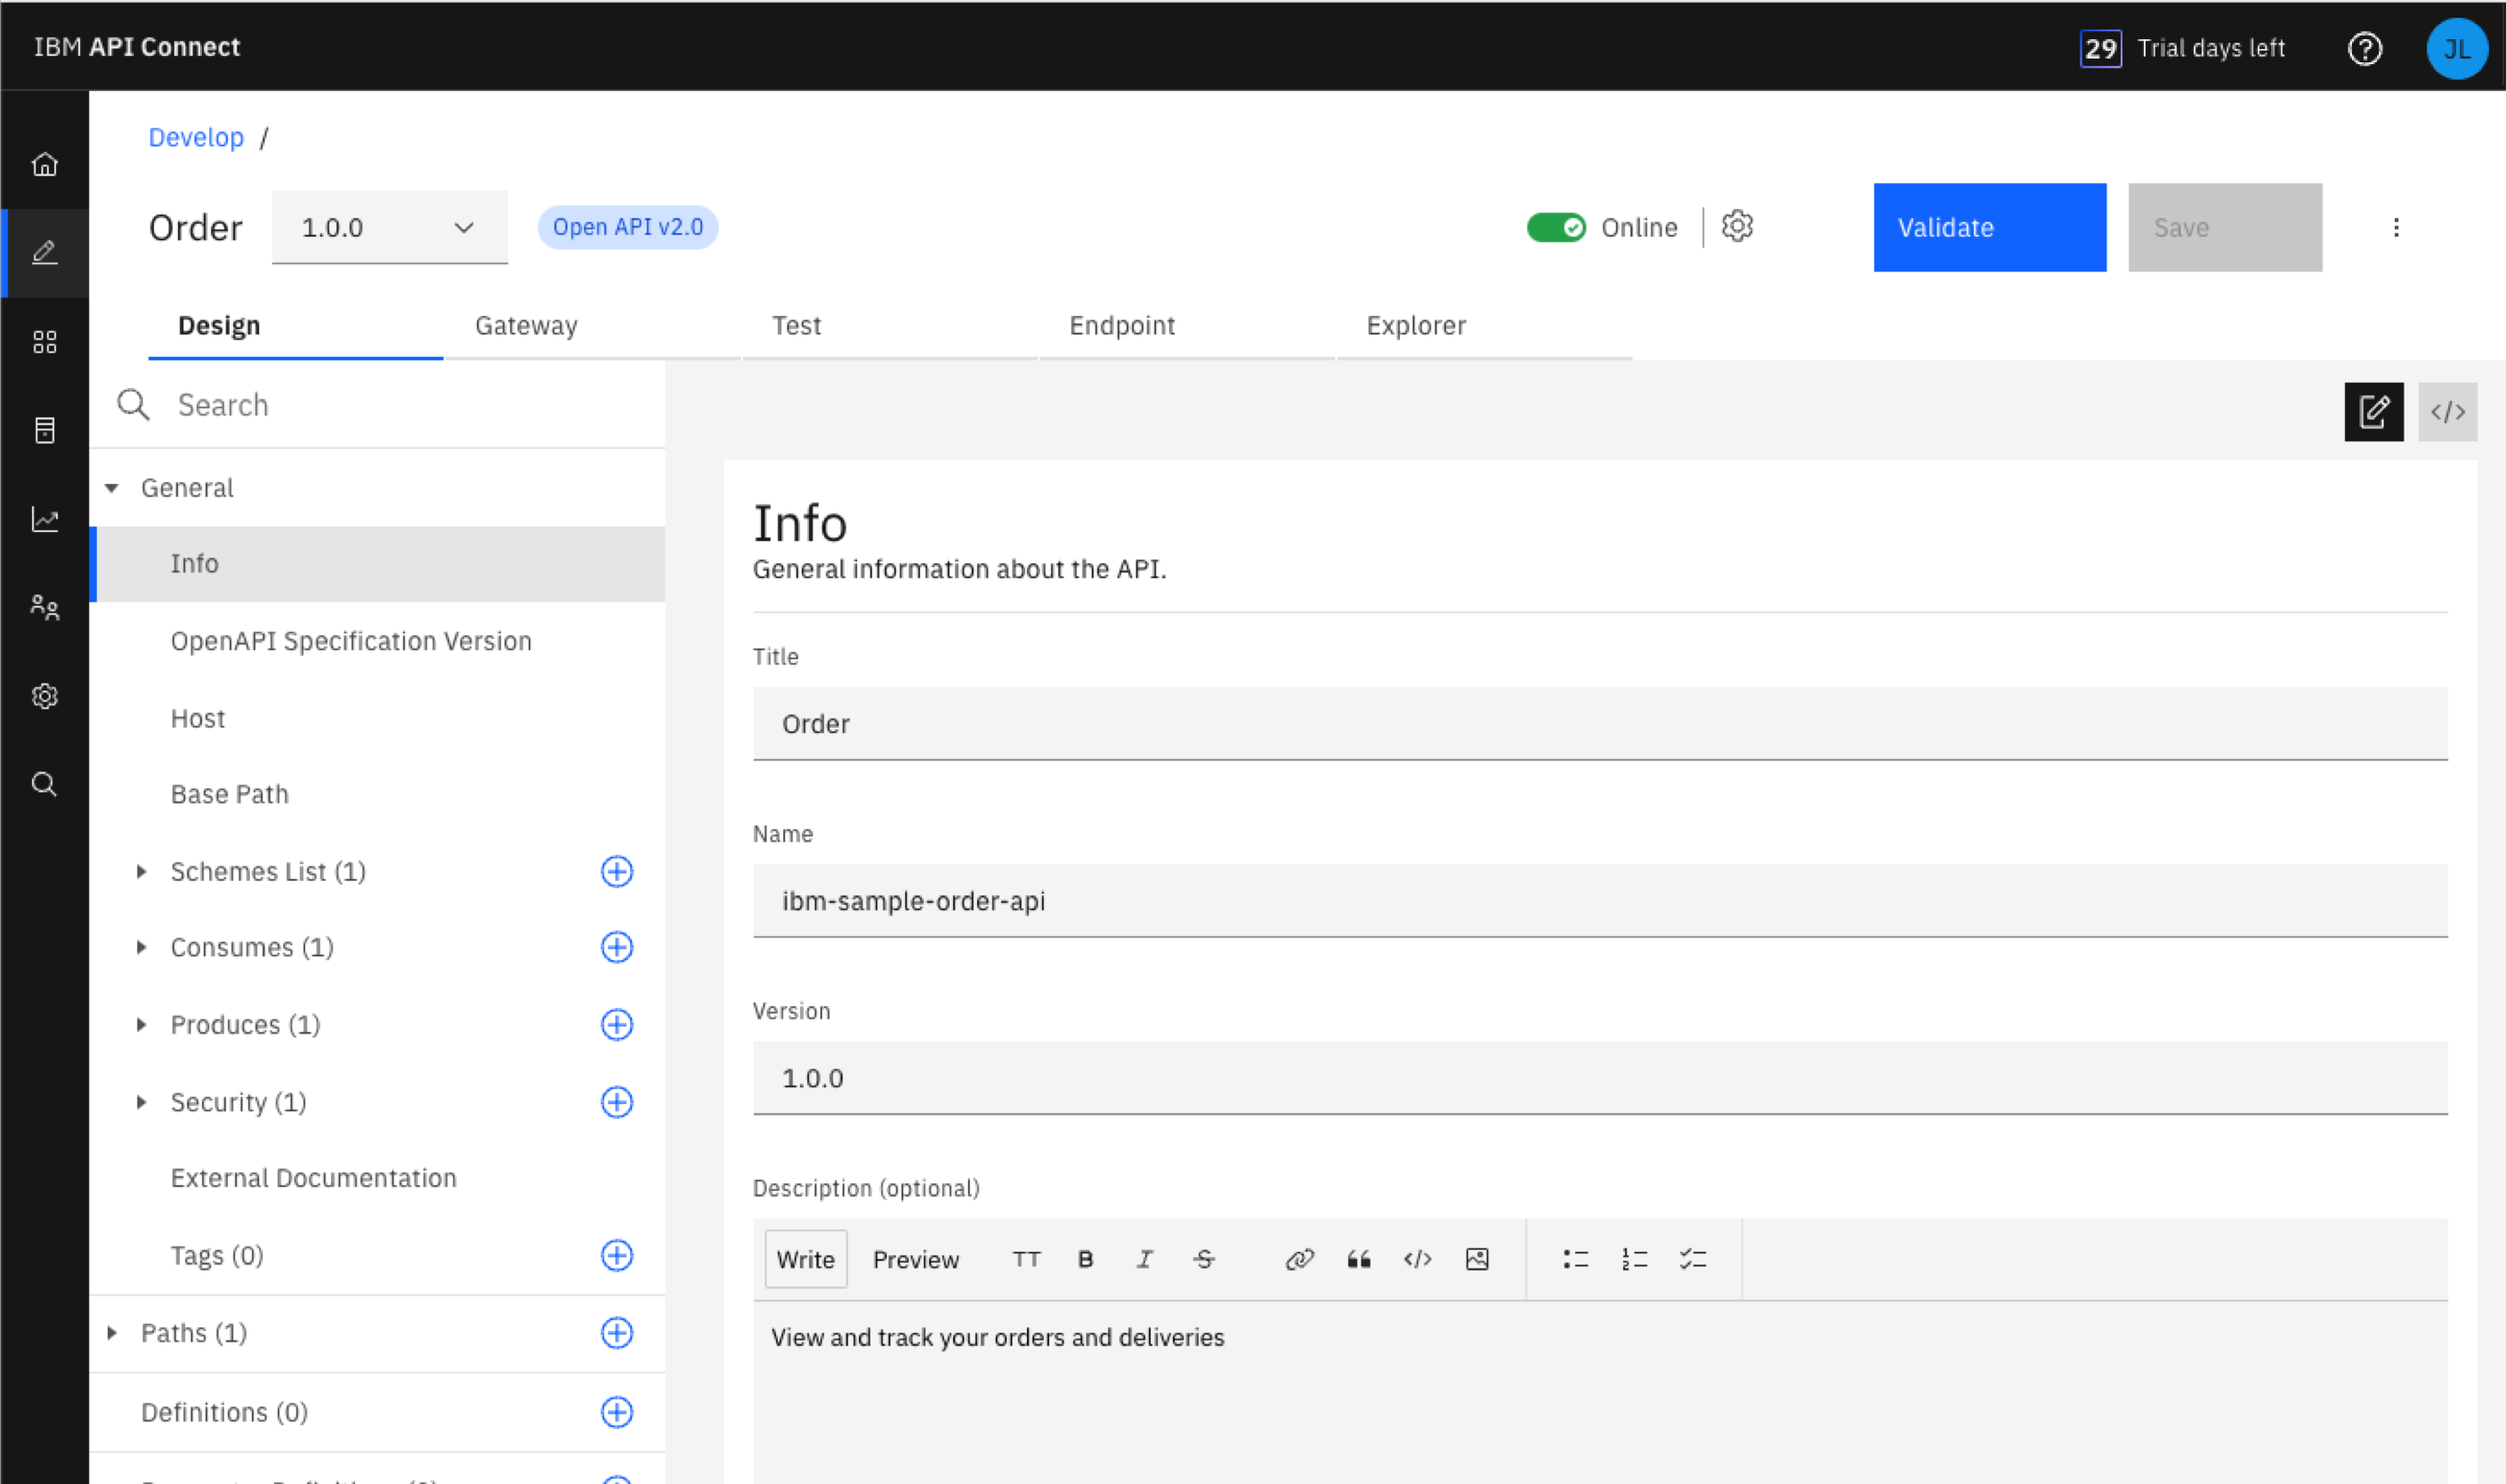 IBM API Connect
29 Trial days left
JL
Develop /
Order
1.0.0
Open API v2.0
Online
Validate
Save
Design
Gateway
Test
Endpoint
Explorer
Search
General
Info
OpenAPI Specification Version
Host
Base Path
Schemes List (1)
Consumes (1)
Produces (1)
Security (1)
External Documentation
Tags (0)
Paths (1)
Definitions (0)
Info
General information about the API.
Title
Order
Name
ibm-sample-order-api
Version
1.0.0
Description (optional)
Write
Preview
View and track your orders and deliveries